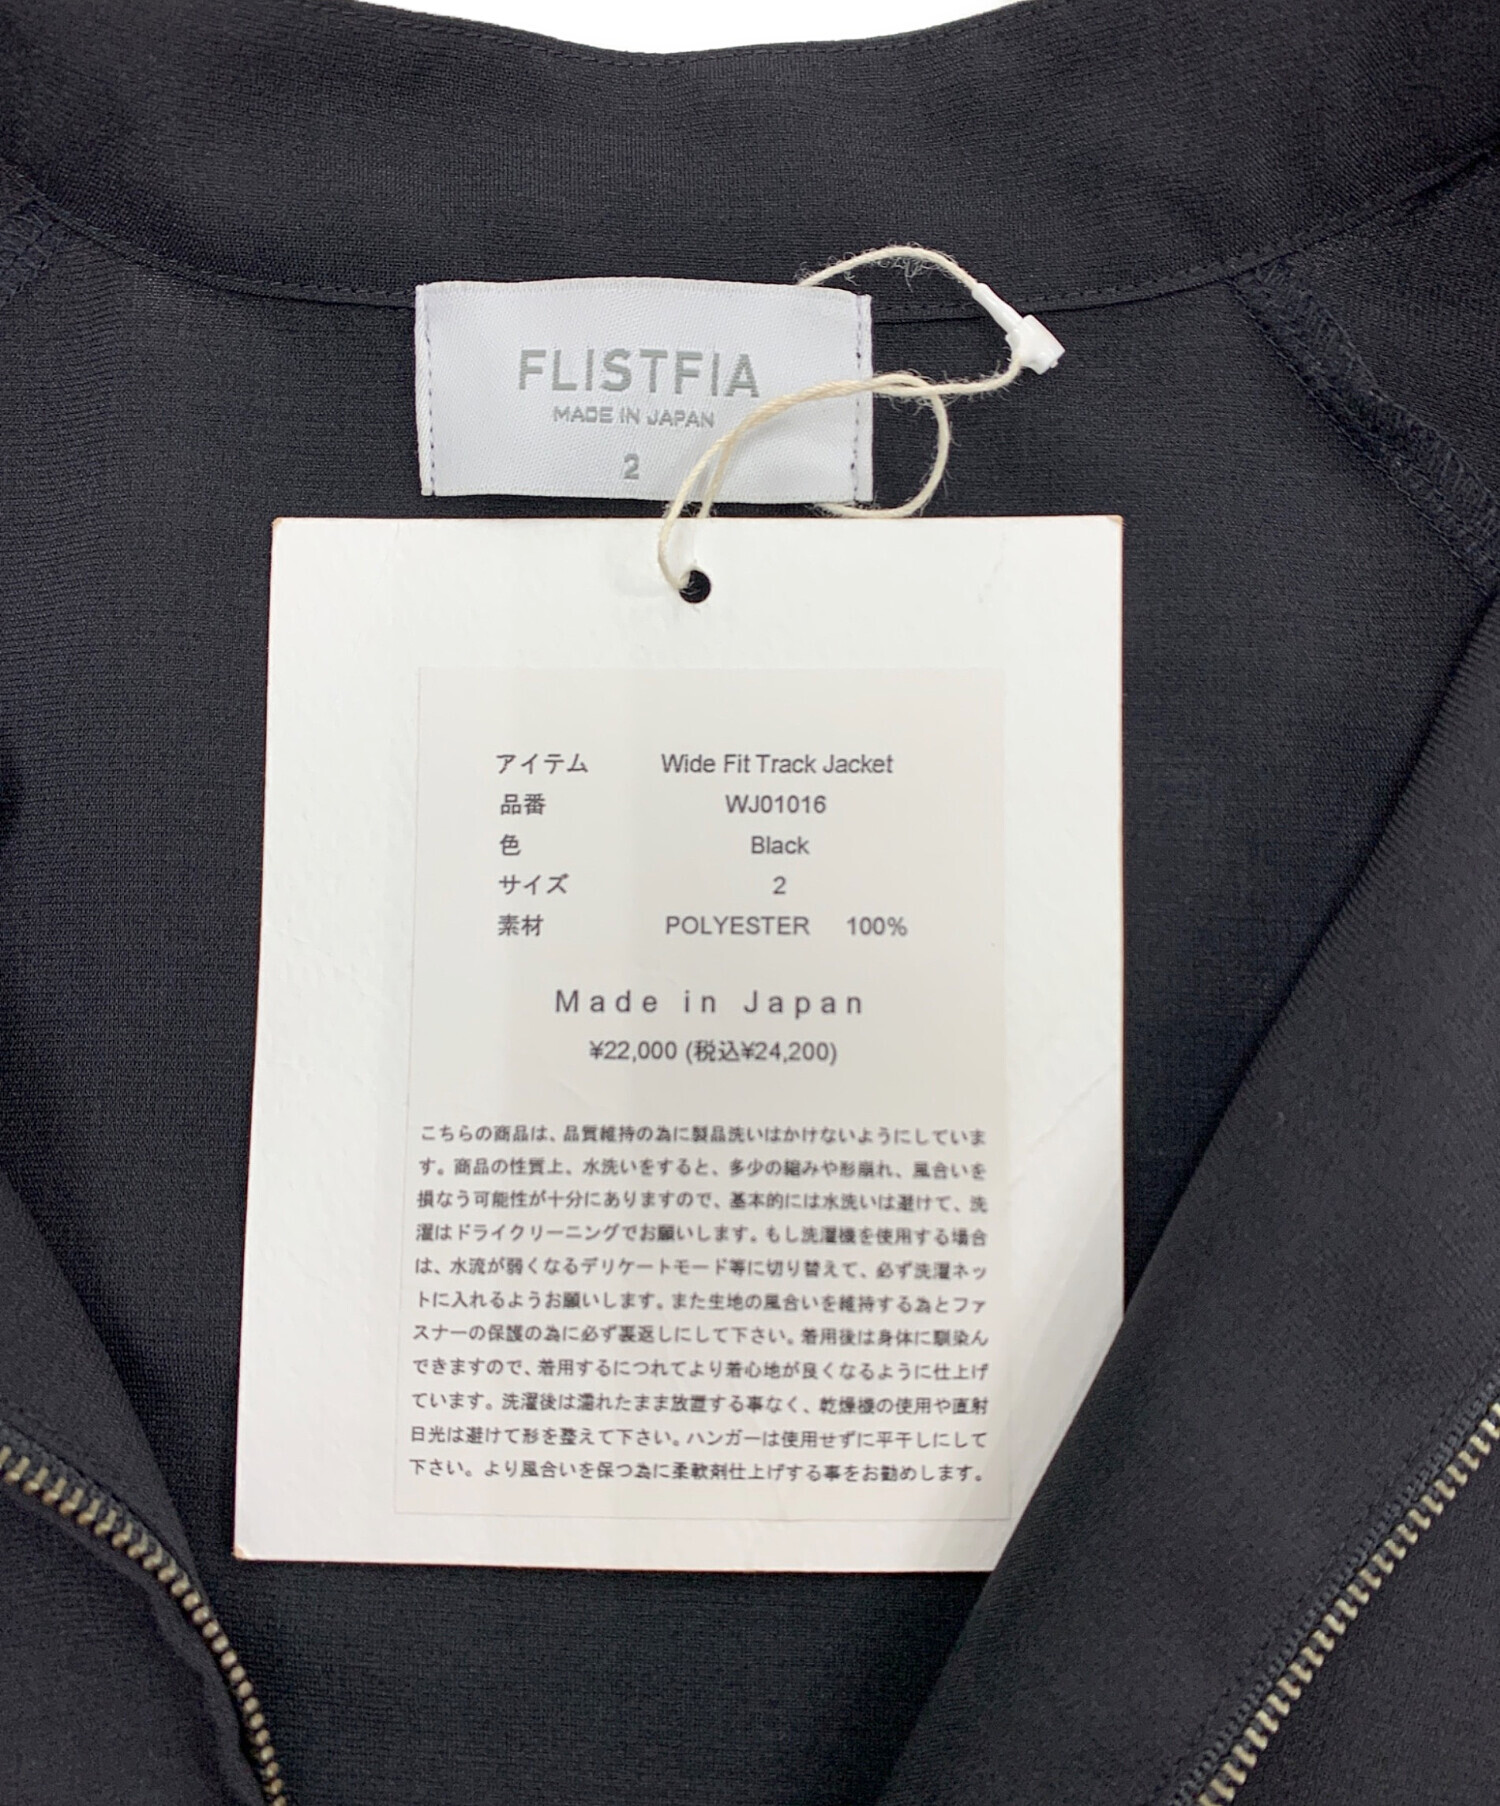 FLISTFIA
MADE IN JAPAN
2
アイテム Wide Fit Track Jacket
品番 WJ01016
色 Black
サイズ 2
素材 POLYESTER 100%
Made in Japan
¥22,000 (税込¥24,200)
こちらの商品は、品質維持の為に製品洗いはかけないようにしていま
す。商品の性質上、水洗いをすると、多少の縮みや形崩れ、風合いを
損なう可能性が十分にありますので、基本的には水洗いは避けて、洗
濯はドライクリーニングでお願いします。もし洗濯機を使用する場合
は、水流が弱くなるデリケートモード等に切り替えて、必ず洗濯ネッ
トに入れるようお願いします。また生地の風合いを維持する為とファ
スナーの保護の為に必ず裏返しにして下さい。着用後は身体に馴染ん
できますので、着用するにつれてより着心地が良くなるように仕上げ
ています。洗濯後は濡れたまま放置する事なく、乾燥機の使用や直射
日光は避けて形を整えて下さい。ハンガーは使用せずに平干しにして
下さい。より風合いを保つ為に柔軟剤仕上げする事をお勧めします。